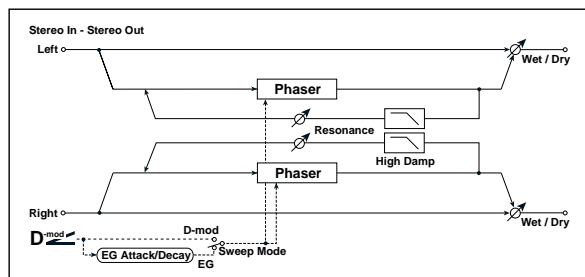 Stereo In - Stereo Out
Left
Wet / Dry
Phaser
Resonance
High Damp
Phaser
Right
Wet / Dry
D-mod
D-mod
EG Attack/Decay
EG
Sweep Mode